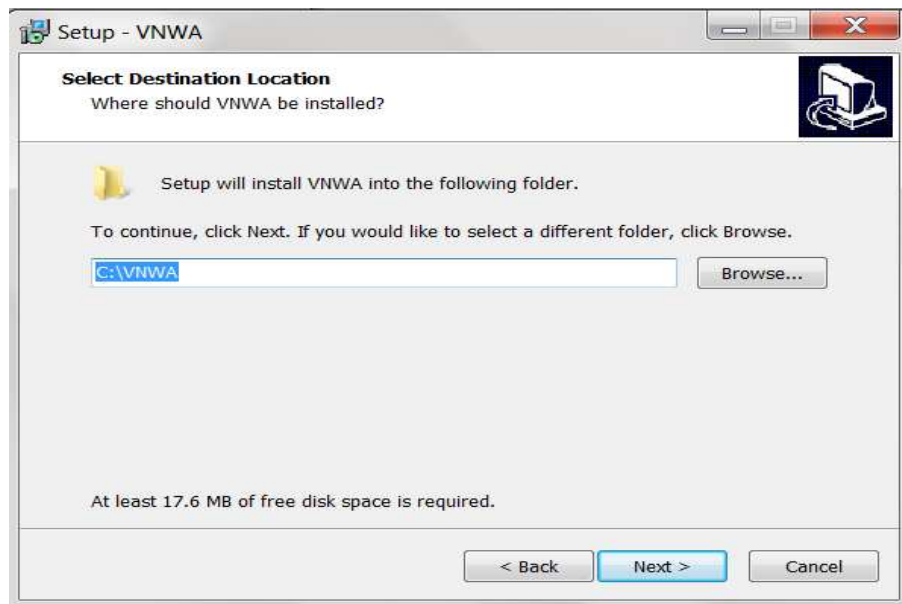 Setup - VNWA
Select Destination Location
Where should VNWA be installed?
Setup will install VNWA into the following folder.
To continue, click Next. If you would like to select a different folder, click Browse.
C:\VNWA
Browse...
At least 17.6 MB of free disk space is required.
< Back
Next >
Cancel